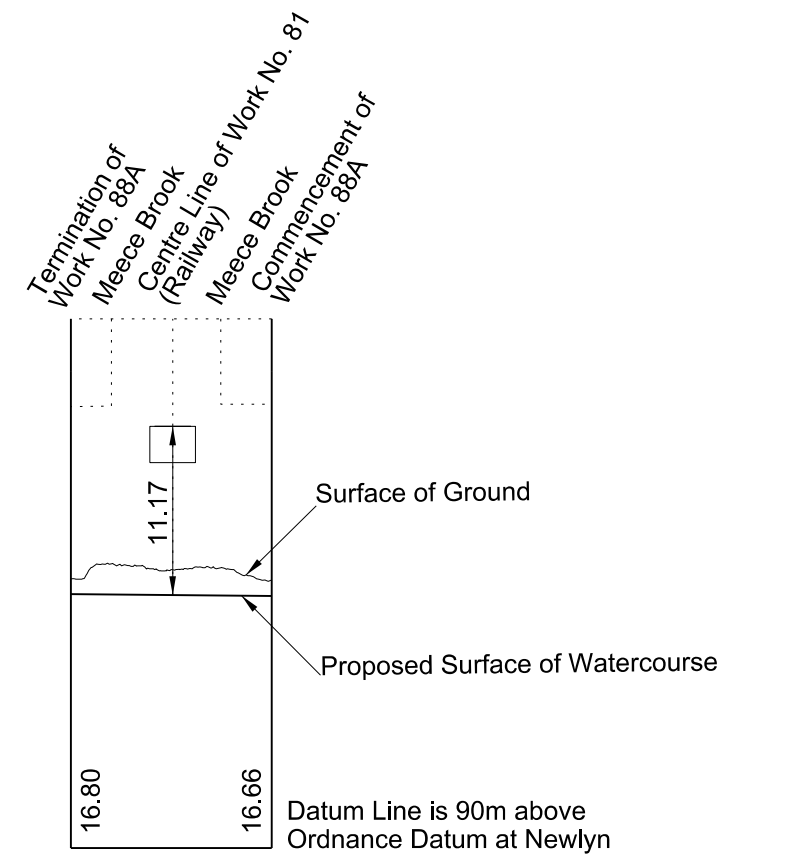 Termination of
Work No. 88A
Meece Brook
Centre Line of Work No. 81
(Railway)
Meece Brook
Commencement of
Work No. 88A
11.17
Surface of Ground
Proposed Surface of Watercourse
16.80
16.66
Datum Line is 90m above
Ordnance Datum at Newlyn